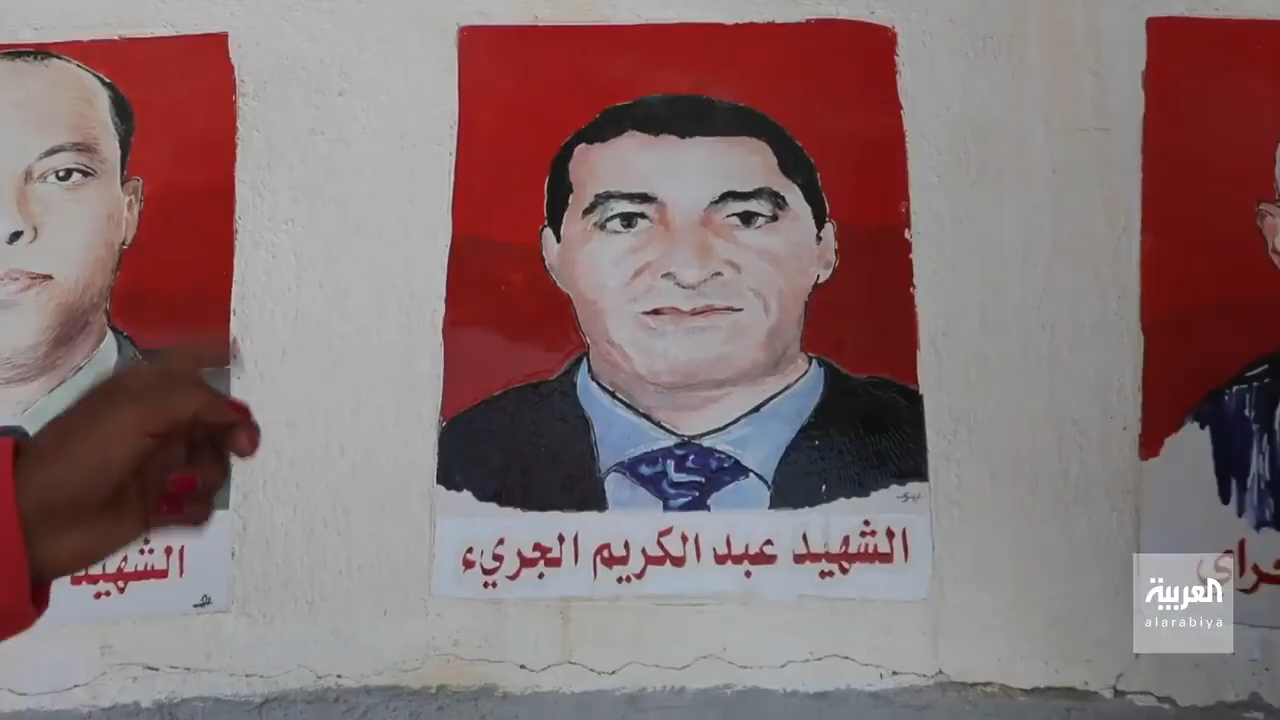 الشهيد عبد الكريم الجريء
الشهيد
العربية
alarabiya